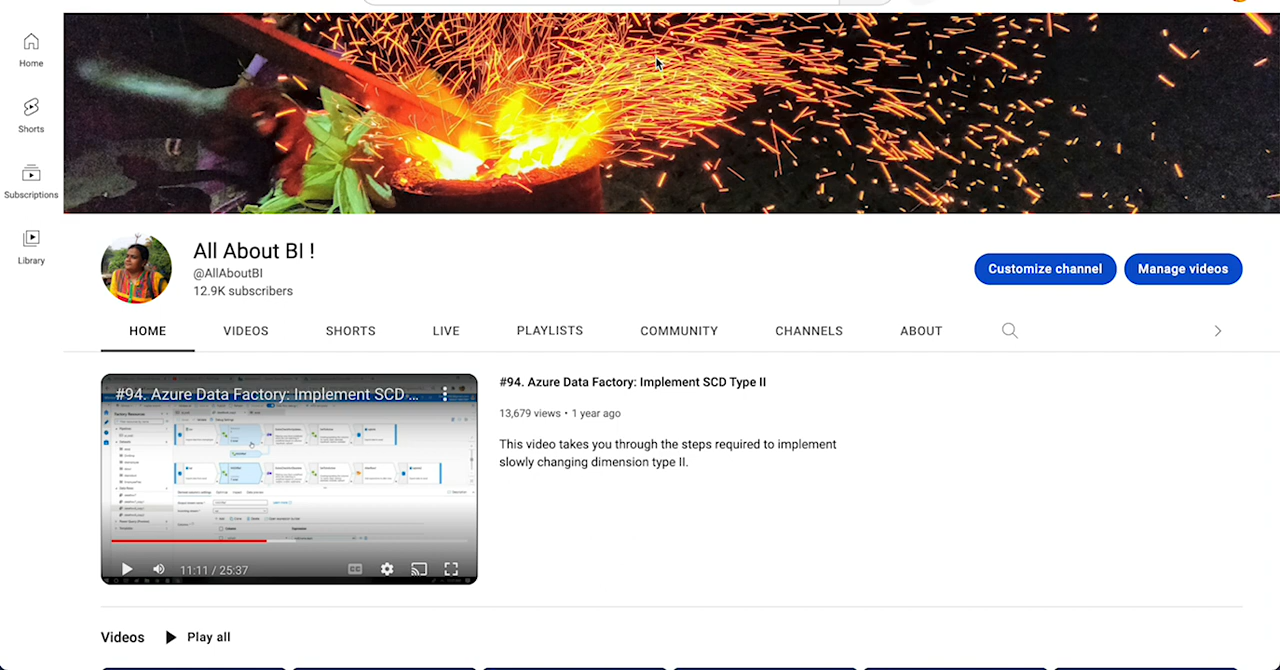 Home
Shorts
Subscriptions
Library
All About BI !
@AllAboutBI
12.9K subscribers
Customize channel
Manage videos
HOME
VIDEOS
SHORTS
LIVE
PLAYLISTS
COMMUNITY
CHANNELS
ABOUT
#94. Azure Data Factory: Implement SCD...
11:11 / 25:37
#94. Azure Data Factory: Implement SCD Type II
13,679 views • 1 year ago
This video takes you through the steps required to implement
slowly changing dimension type II.
Videos
Play all